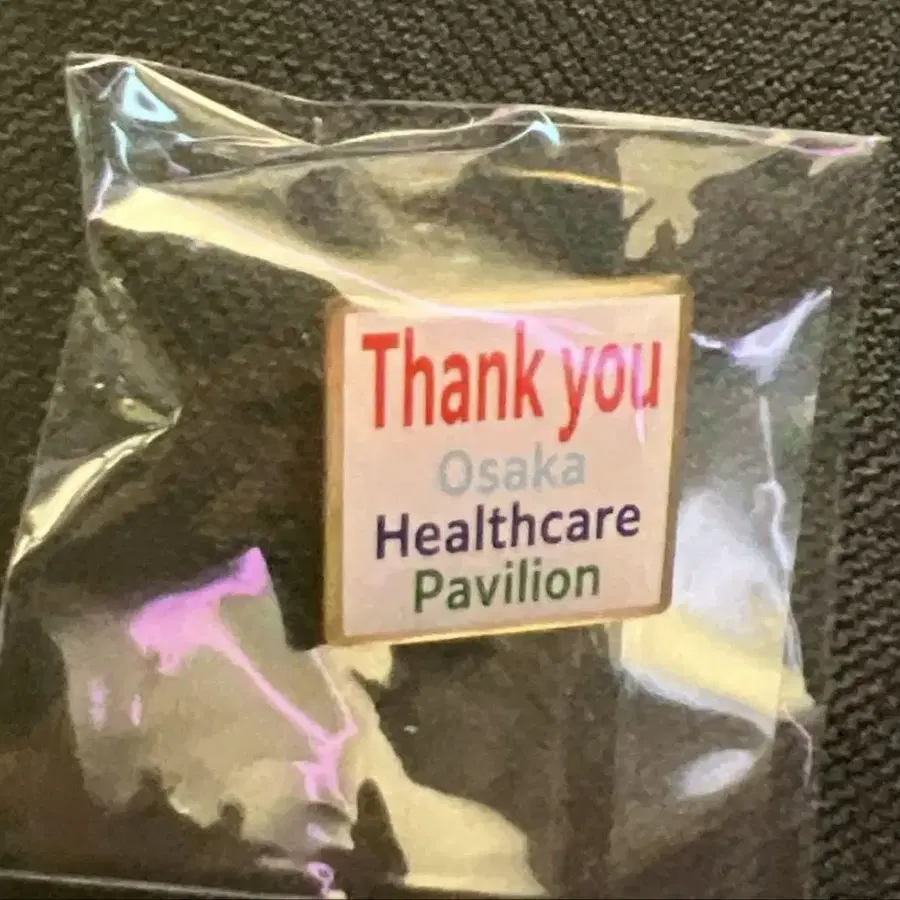 Thank you
Osaka
Healthcare
Pavilion